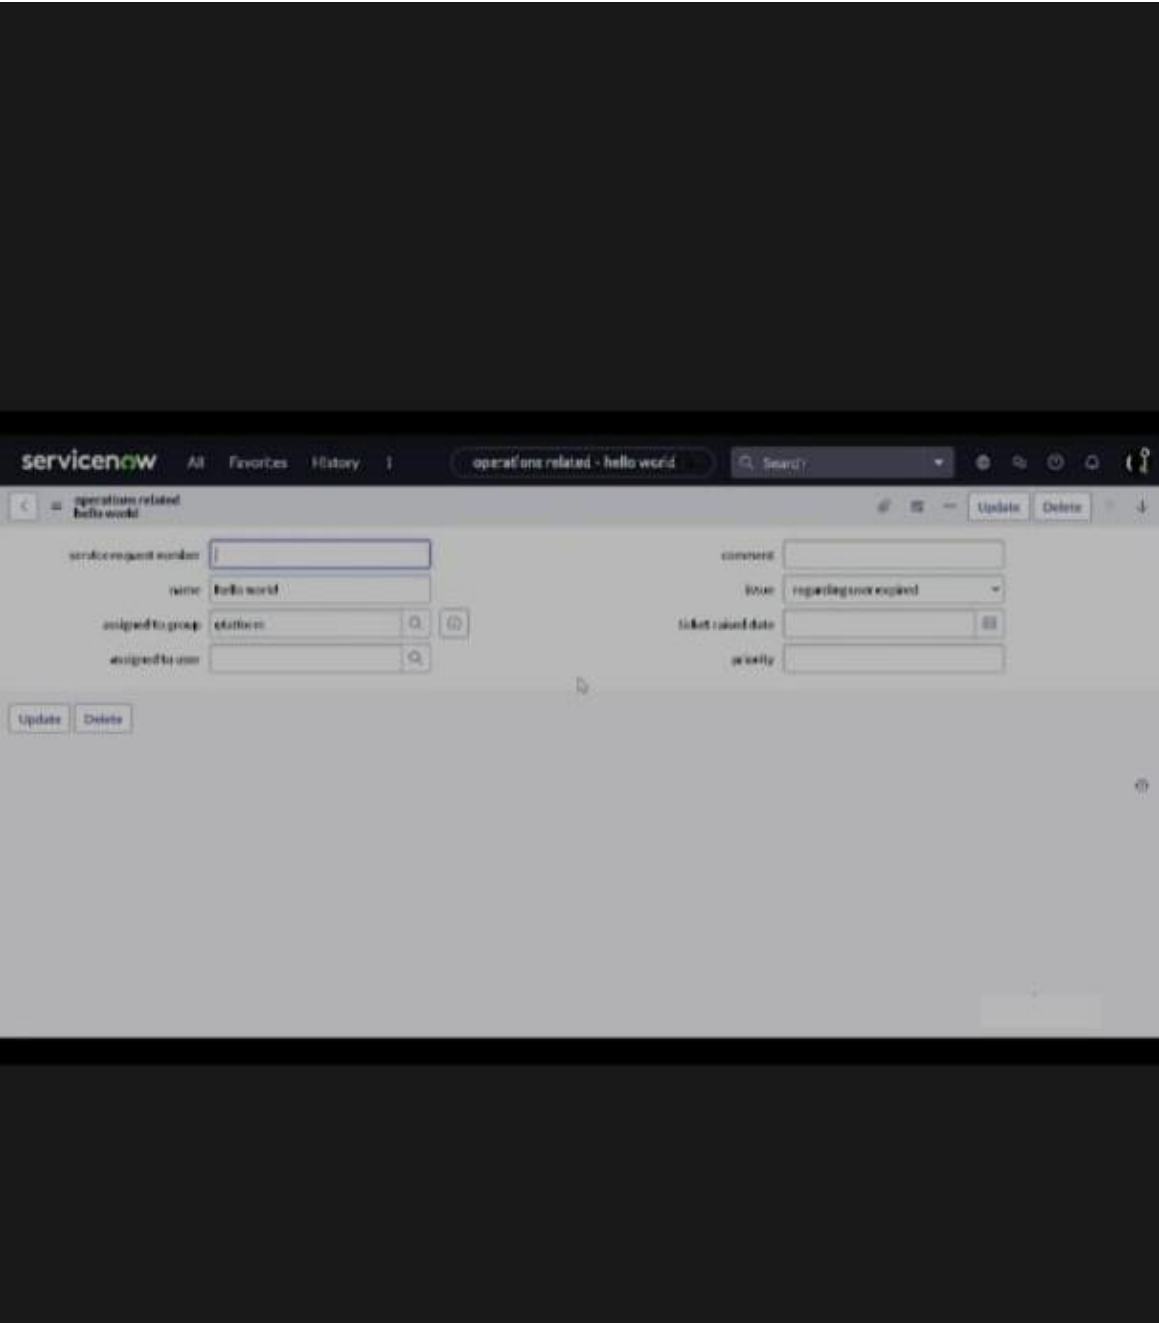 servicenow All Favorites History operations related - hello world Search
operations related
hello world
Update Delete
service request number
comment
name hello world
issue regarding user expired
assigned to group platform
ticket raised date
assigned to user
priority
Update Delete